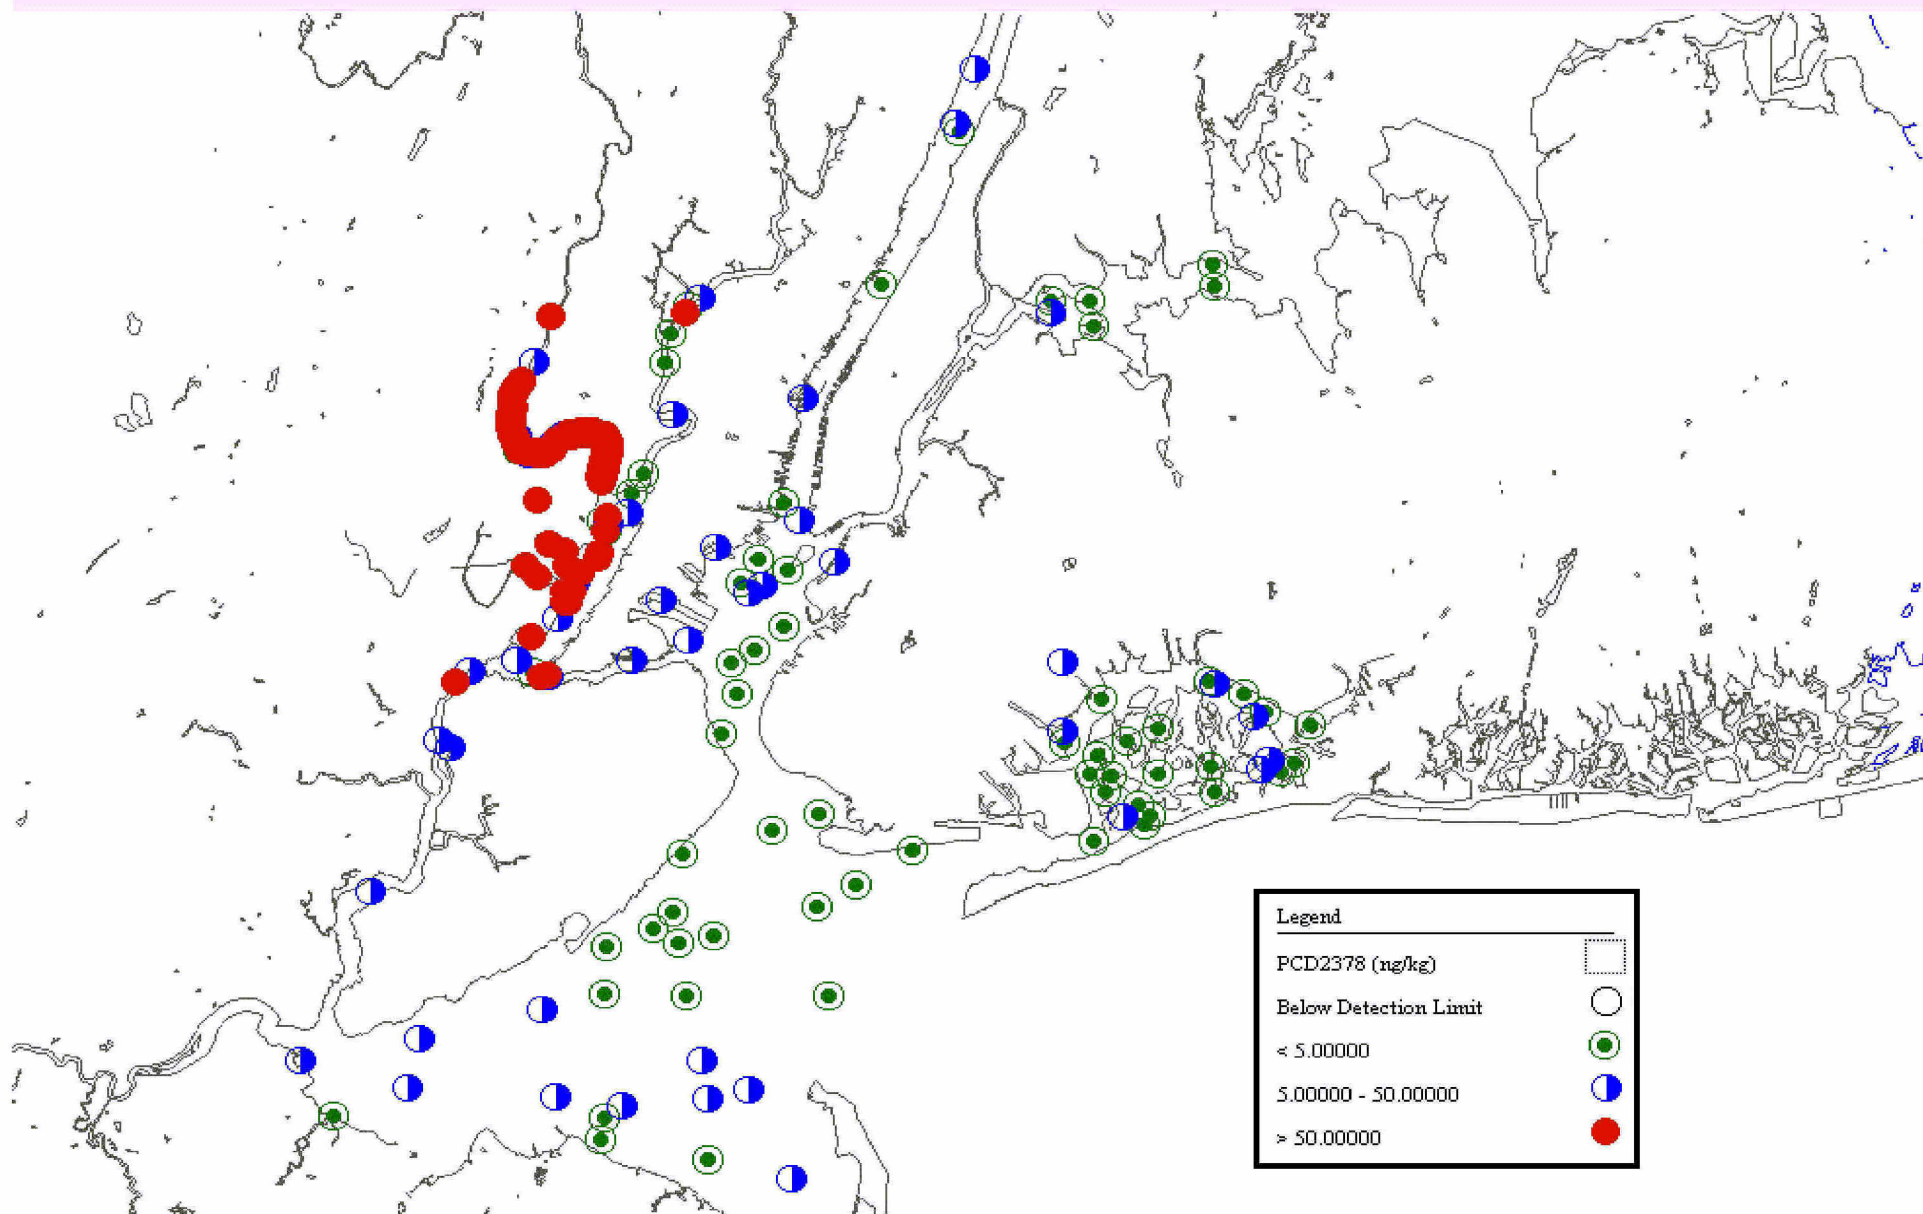 Legend
PCD2378 (ng/kg)
Below Detection Limit
< 5.00000
5.00000 - 50.00000
> 50.00000